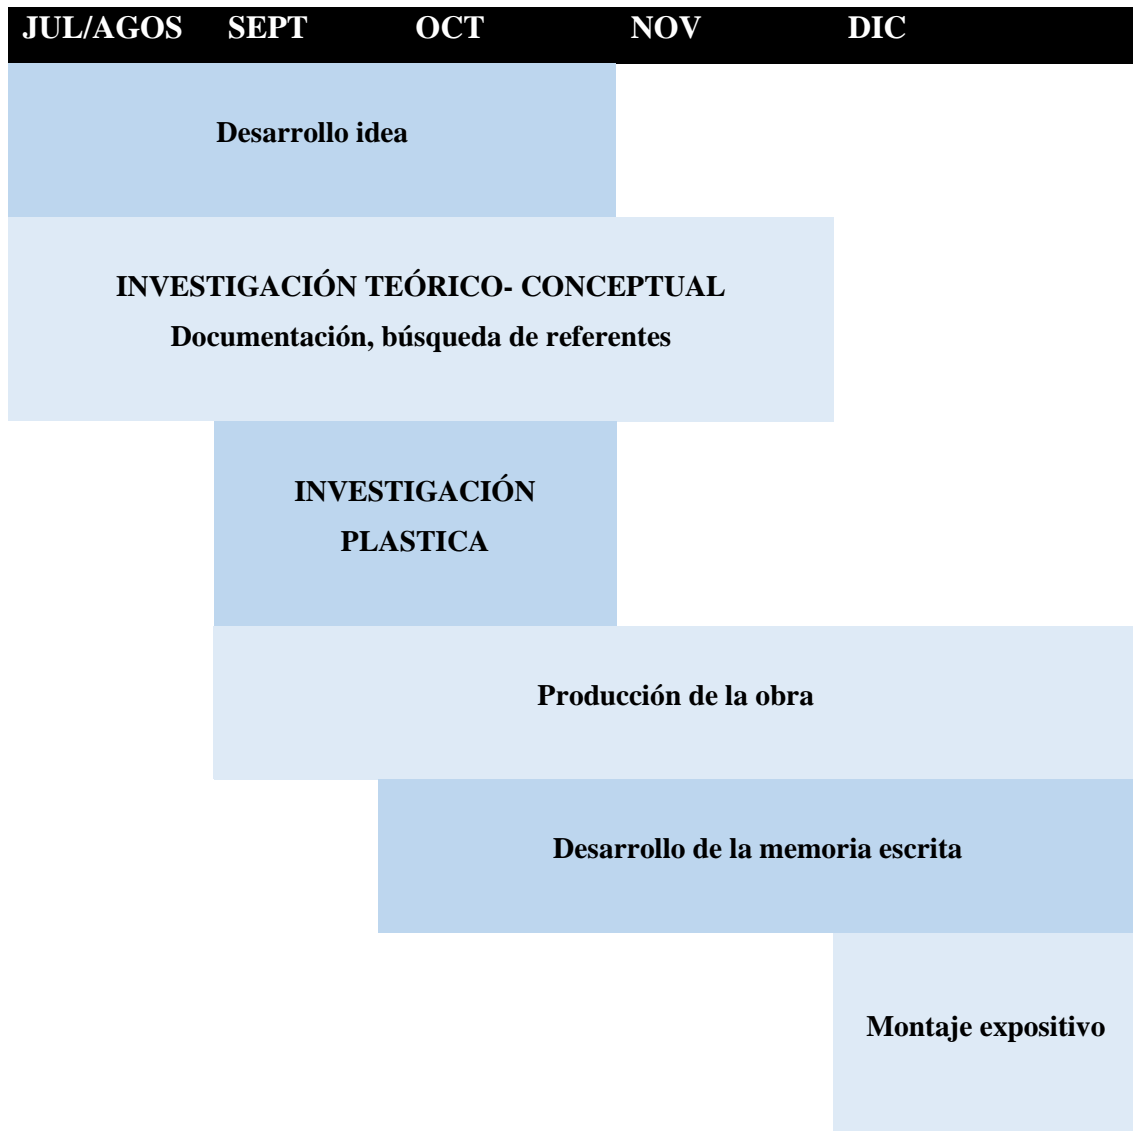 JUL/AGOS SEPT OCT NOV DIC
Desarrollo idea
INVESTIGACIÓN TEÓRICO- CONCEPTUAL
Documentación, búsqueda de referentes
INVESTIGACIÓN
PLASTICA
Producción de la obra
Desarrollo de la memoria escrita
Montaje expositivo